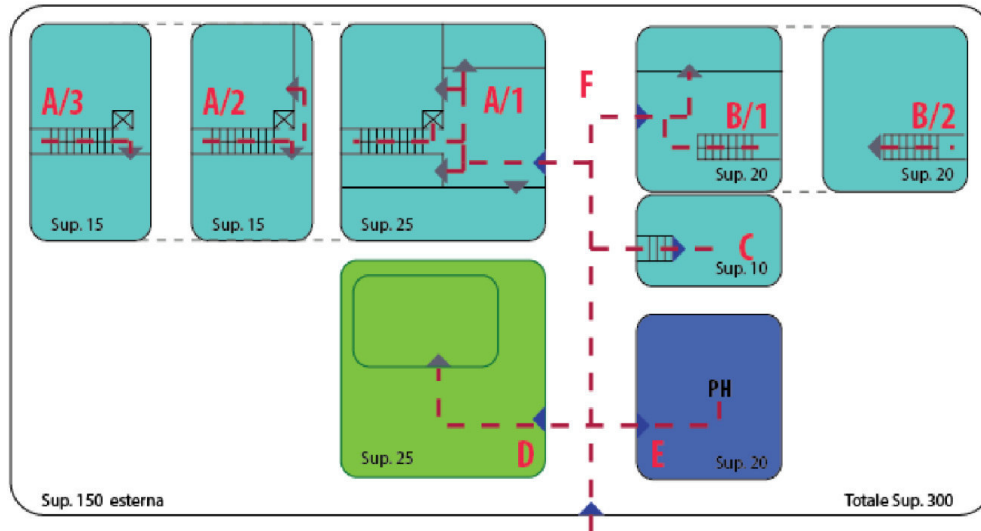 A/3
A/2
A/1
F
B/1
B/2
Sup. 15
Sup. 15
Sup. 25
Sup. 20
Sup. 20
C
Sup. 10
PH
D
E
Sup. 25
Sup. 20
Sup. 150 esterna
Totale Sup. 300